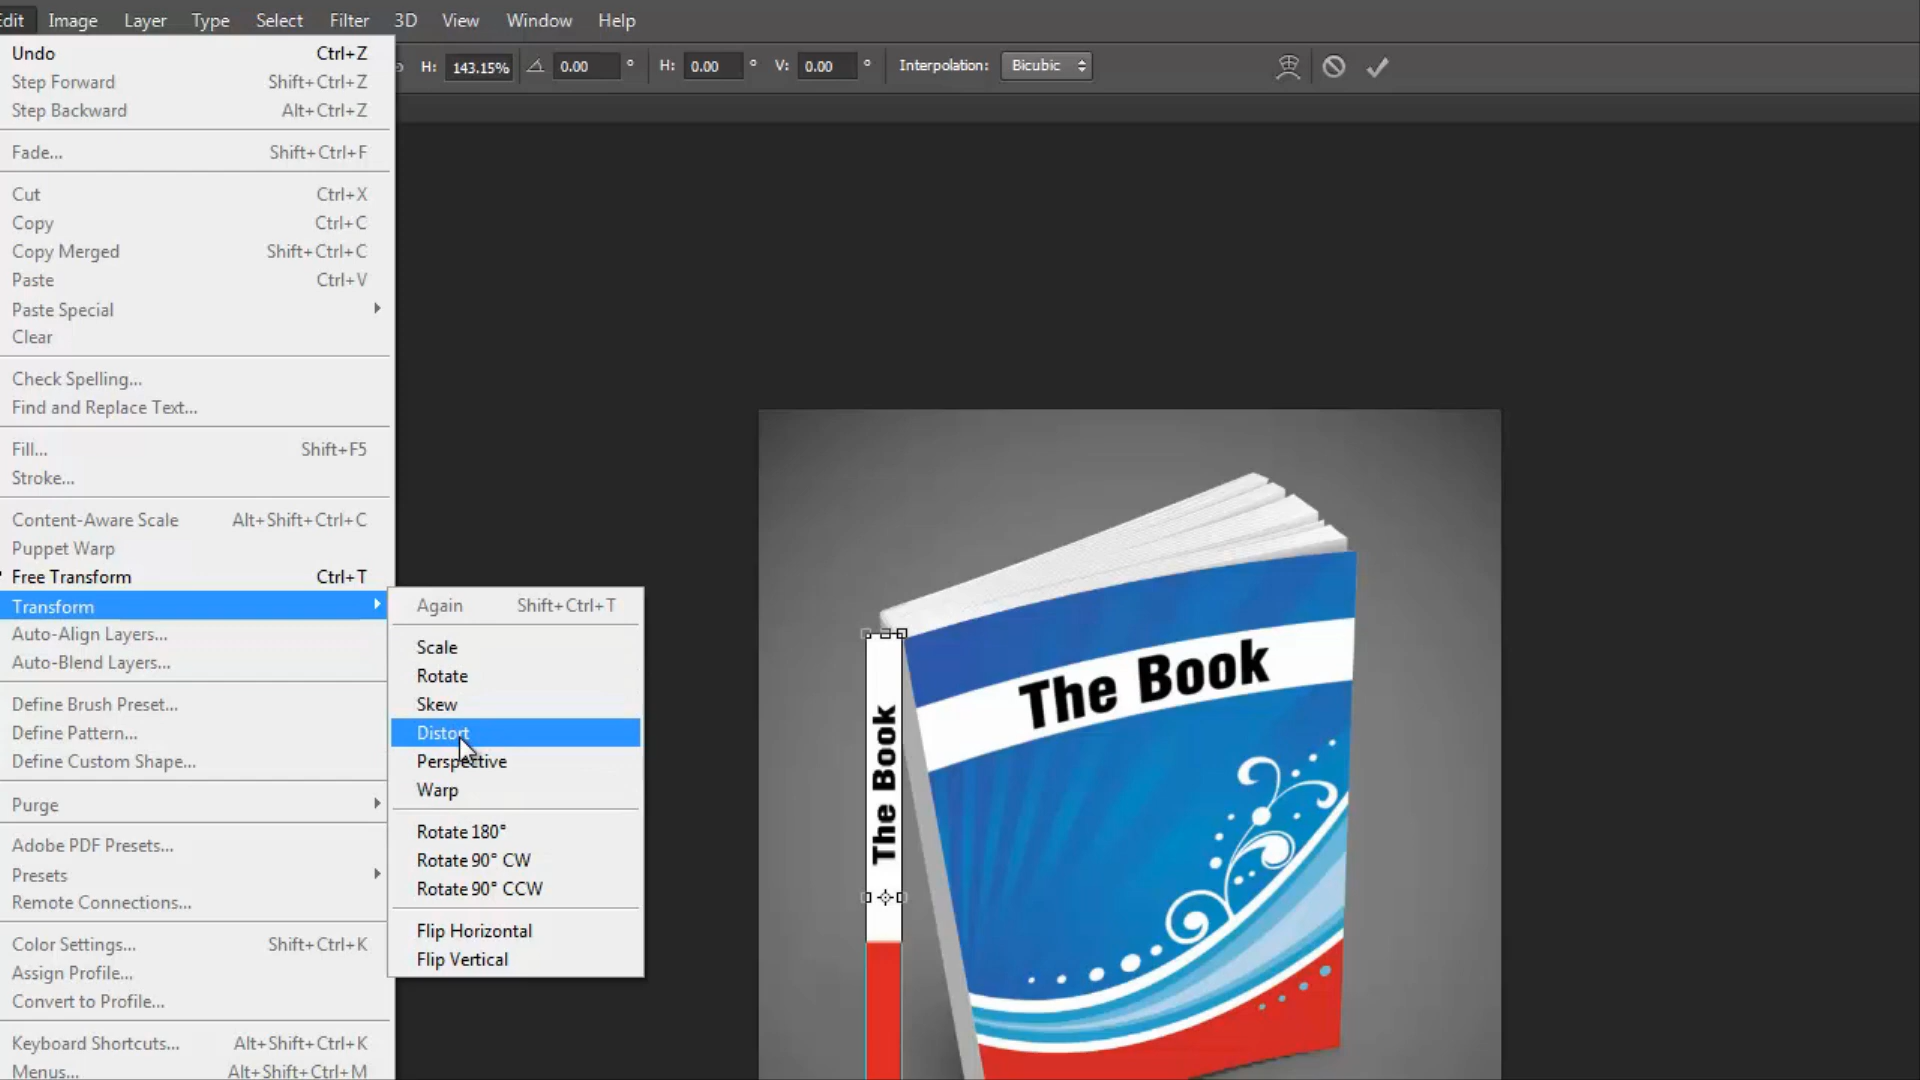 Edit Image Layer Type Select Filter 3D View Window Help
H: 143.15% 0.00 ° H: 0.00 ° V: 0.00 ° Interpolation: Bicubic
Undo Ctrl+Z
Step Forward Shift+Ctrl+Z
Step Backward Alt+Ctrl+Z
Fade... Shift+Ctrl+F
Cut Ctrl+X
Copy Ctrl+C
Copy Merged Shift+Ctrl+C
Paste Ctrl+V
Paste Special
Clear
Check Spelling...
Find and Replace Text...
Fill... Shift+F5
Stroke...
Content-Aware Scale Alt+Shift+Ctrl+C
Puppet Warp
Free Transform Ctrl+T
Transform
Auto-Align Layers...
Auto-Blend Layers...
Define Brush Preset...
Define Pattern...
Define Custom Shape...
Purge
Adobe PDF Presets...
Presets
Remote Connections...
Color Settings... Shift+Ctrl+K
Assign Profile...
Convert to Profile...
Keyboard Shortcuts... Alt+Shift+Ctrl+K
Menus... Alt+Shift+Ctrl+M
Again Shift+Ctrl+T
Scale
Rotate
Skew
Distort
Perspective
Warp
Rotate 180°
Rotate 90° CW
Rotate 90° CCW
Flip Horizontal
Flip Vertical
The Book
The Book